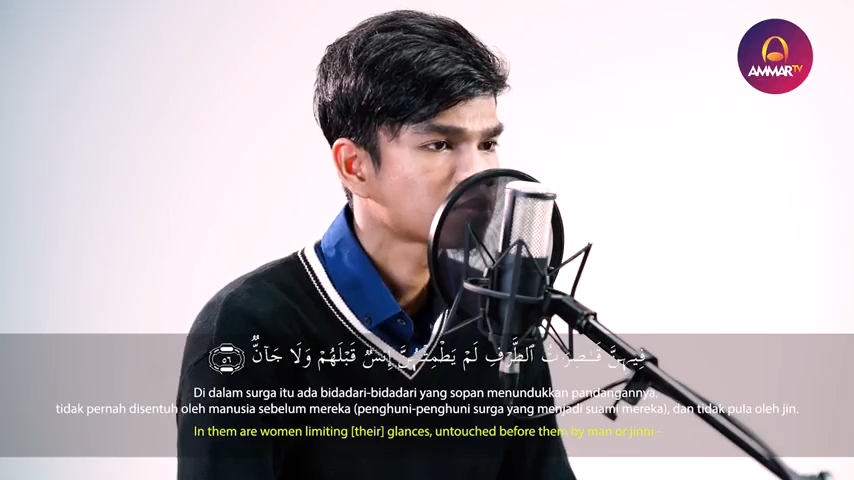 AMMARTV
فِيهِنَّ قَٰصِرَٰتُ ٱلطَّرْفِ لَمْ يَطْمِثْهُنَّ إِنسٌ قَبْلَهُمْ وَلَا جَآنٌّ ٥٦
Di dalam surga itu ada bidadari-bidadari yang sopan menundukkan pandangannya,
tidak pernah disentuh oleh manusia sebelum mereka (penghuni-penghuni surga yang menjadi suami mereka), dan tidak pula oleh jin.
In them are women limiting [their] glances, untouched before them by man or jinni -